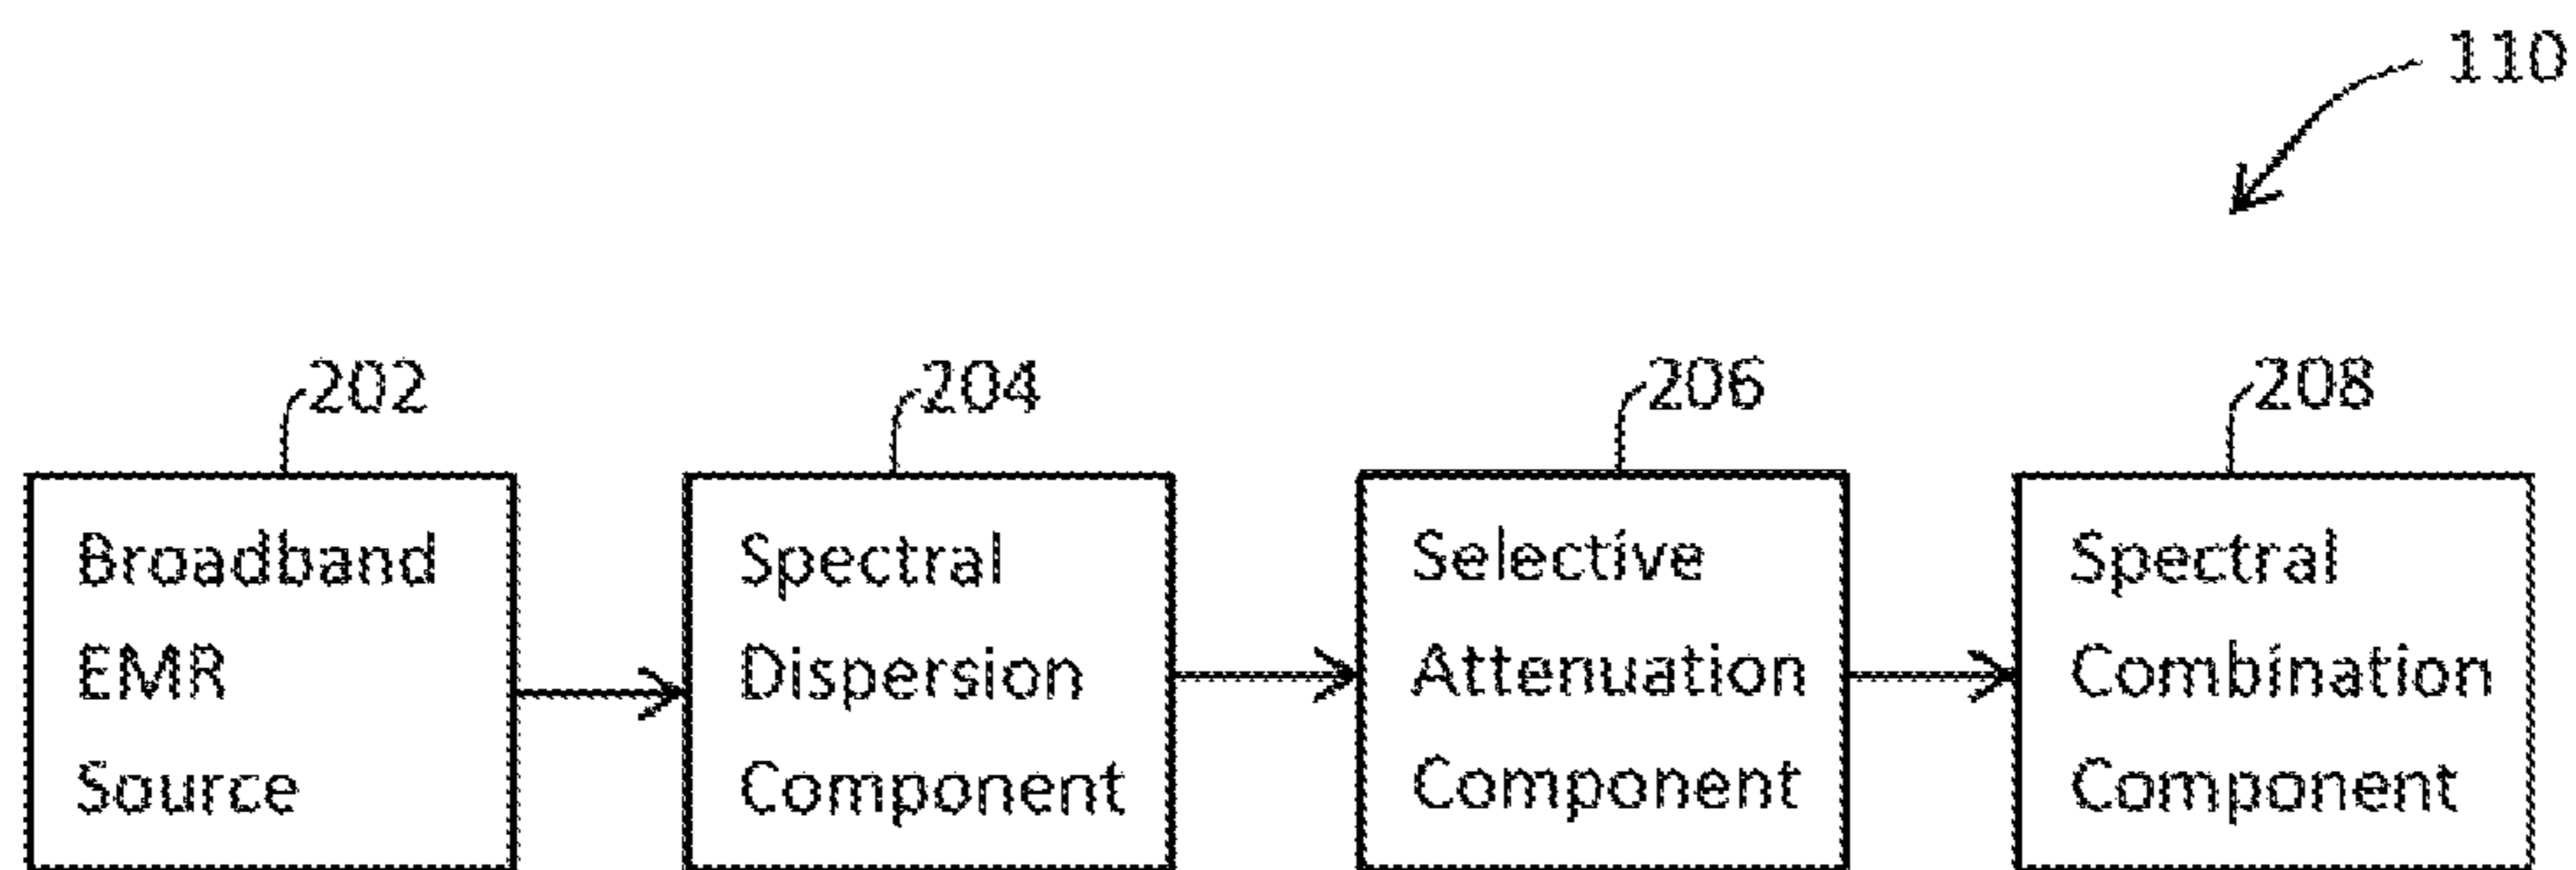 110
202
204
206
208
Broadband
EMR
Source
Spectral
Dispersion
Component
Selective
Attenuation
Component
Spectral
Combination
Component